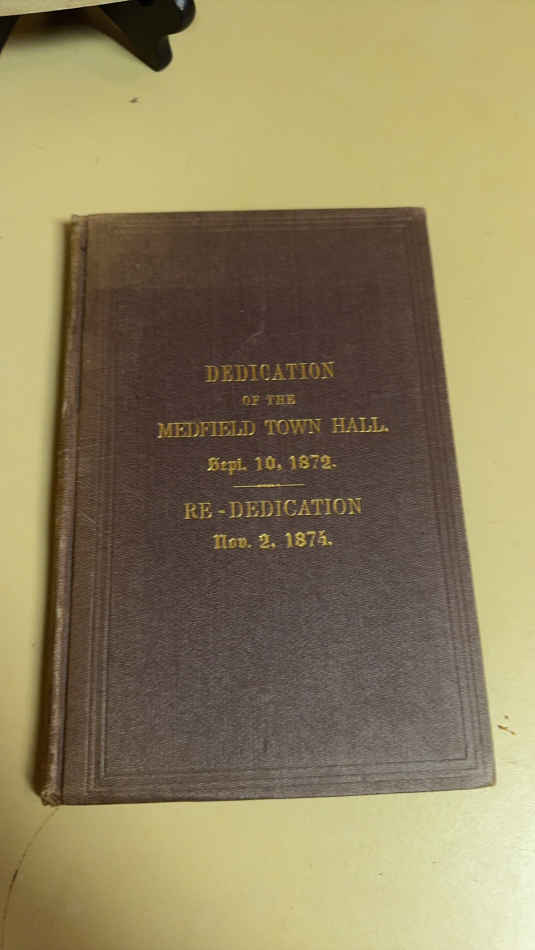 DEDICATION
OF THE
MEDFIELD TOWN HALL.
Sept. 10, 1872.
RE-DEDICATION
Nov. 2, 1874.